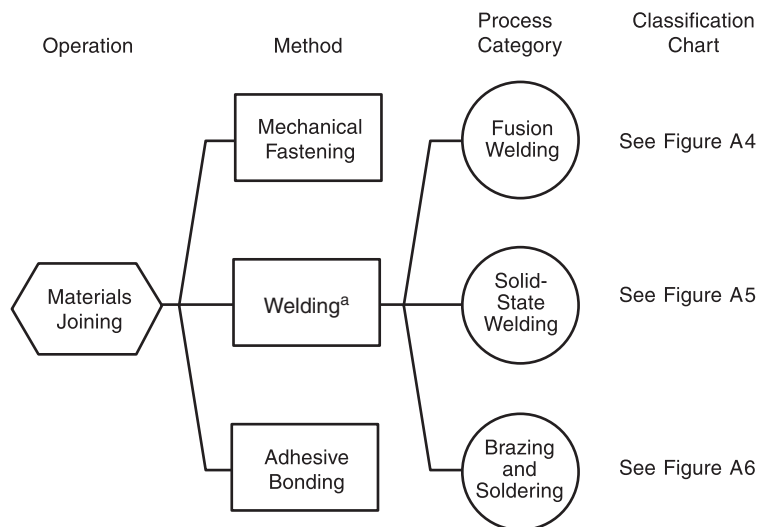 Operation
Method
Process
Category
Classification
Chart
Mechanical
Fastening
Fusion
Welding
See Figure A4
Materials
Joining
Weldingᵃ
Solid-
State
Welding
See Figure A5
Adhesive
Bonding
Brazing
and
Soldering
See Figure A6